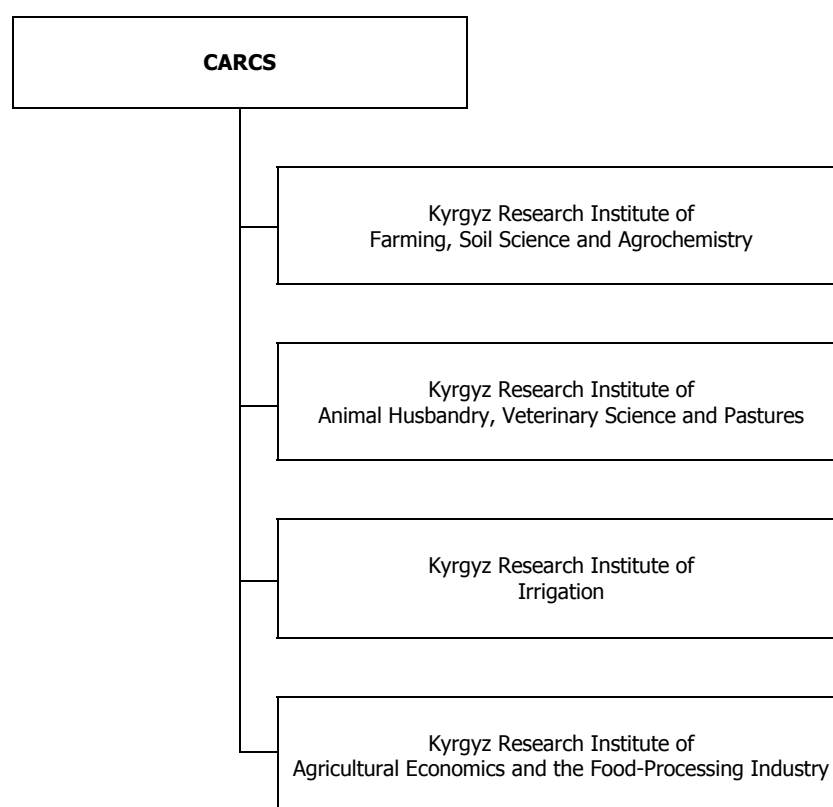 CARCS
Kyrgyz Research Institute of
Farming, Soil Science and Agrochemistry
Kyrgyz Research Institute of
Animal Husbandry, Veterinary Science and Pastures
Kyrgyz Research Institute of
Irrigation
Kyrgyz Research Institute of
Agricultural Economics and the Food-Processing Industry